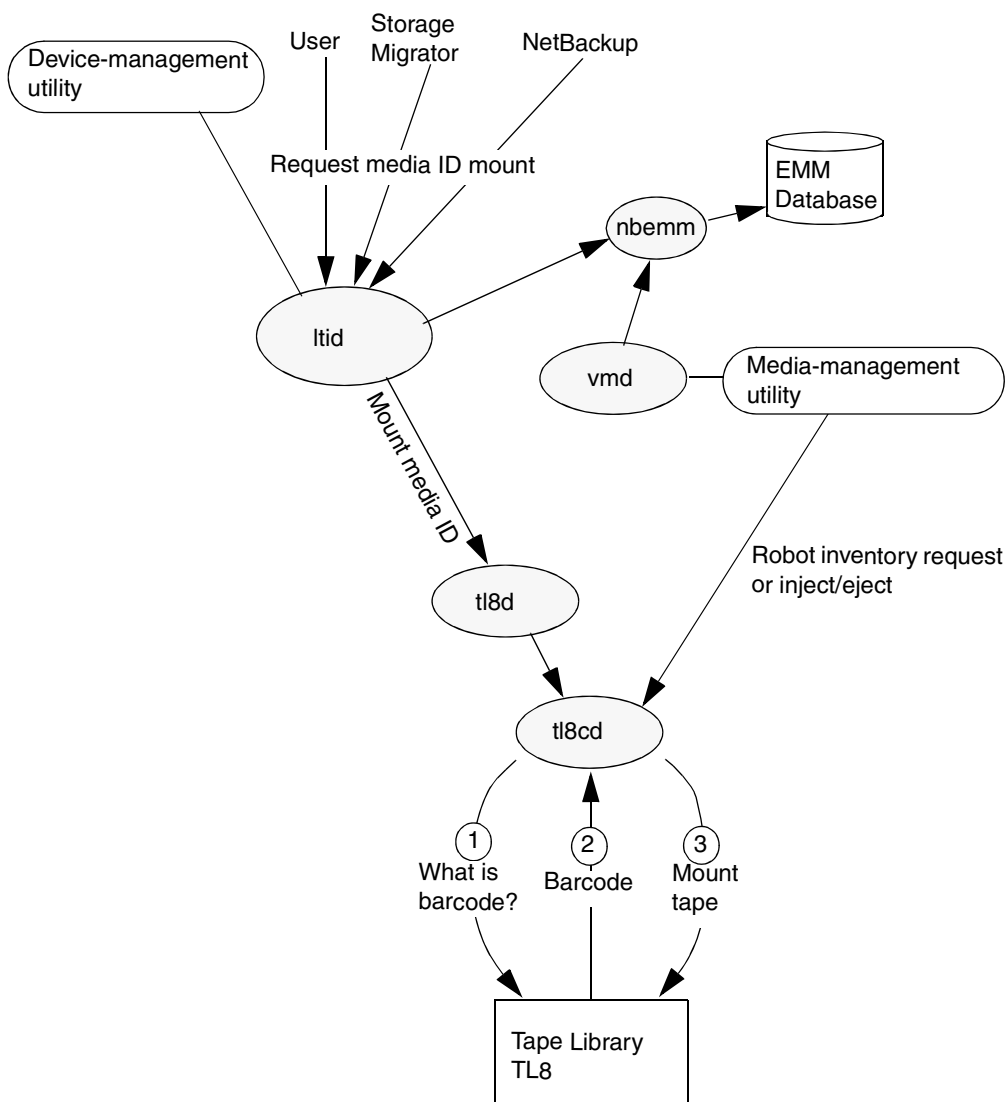 User
Storage
Migrator
NetBackup
Device-management
utility
Request media ID mount
EMM
Database
nbemm
ltid
vmd
Media-management
utility
Mount media ID
Robot inventory request
or inject/eject
tl8d
tl8cd
1
What is
barcode?
2
Barcode
3
Mount
tape
Tape Library
TL8